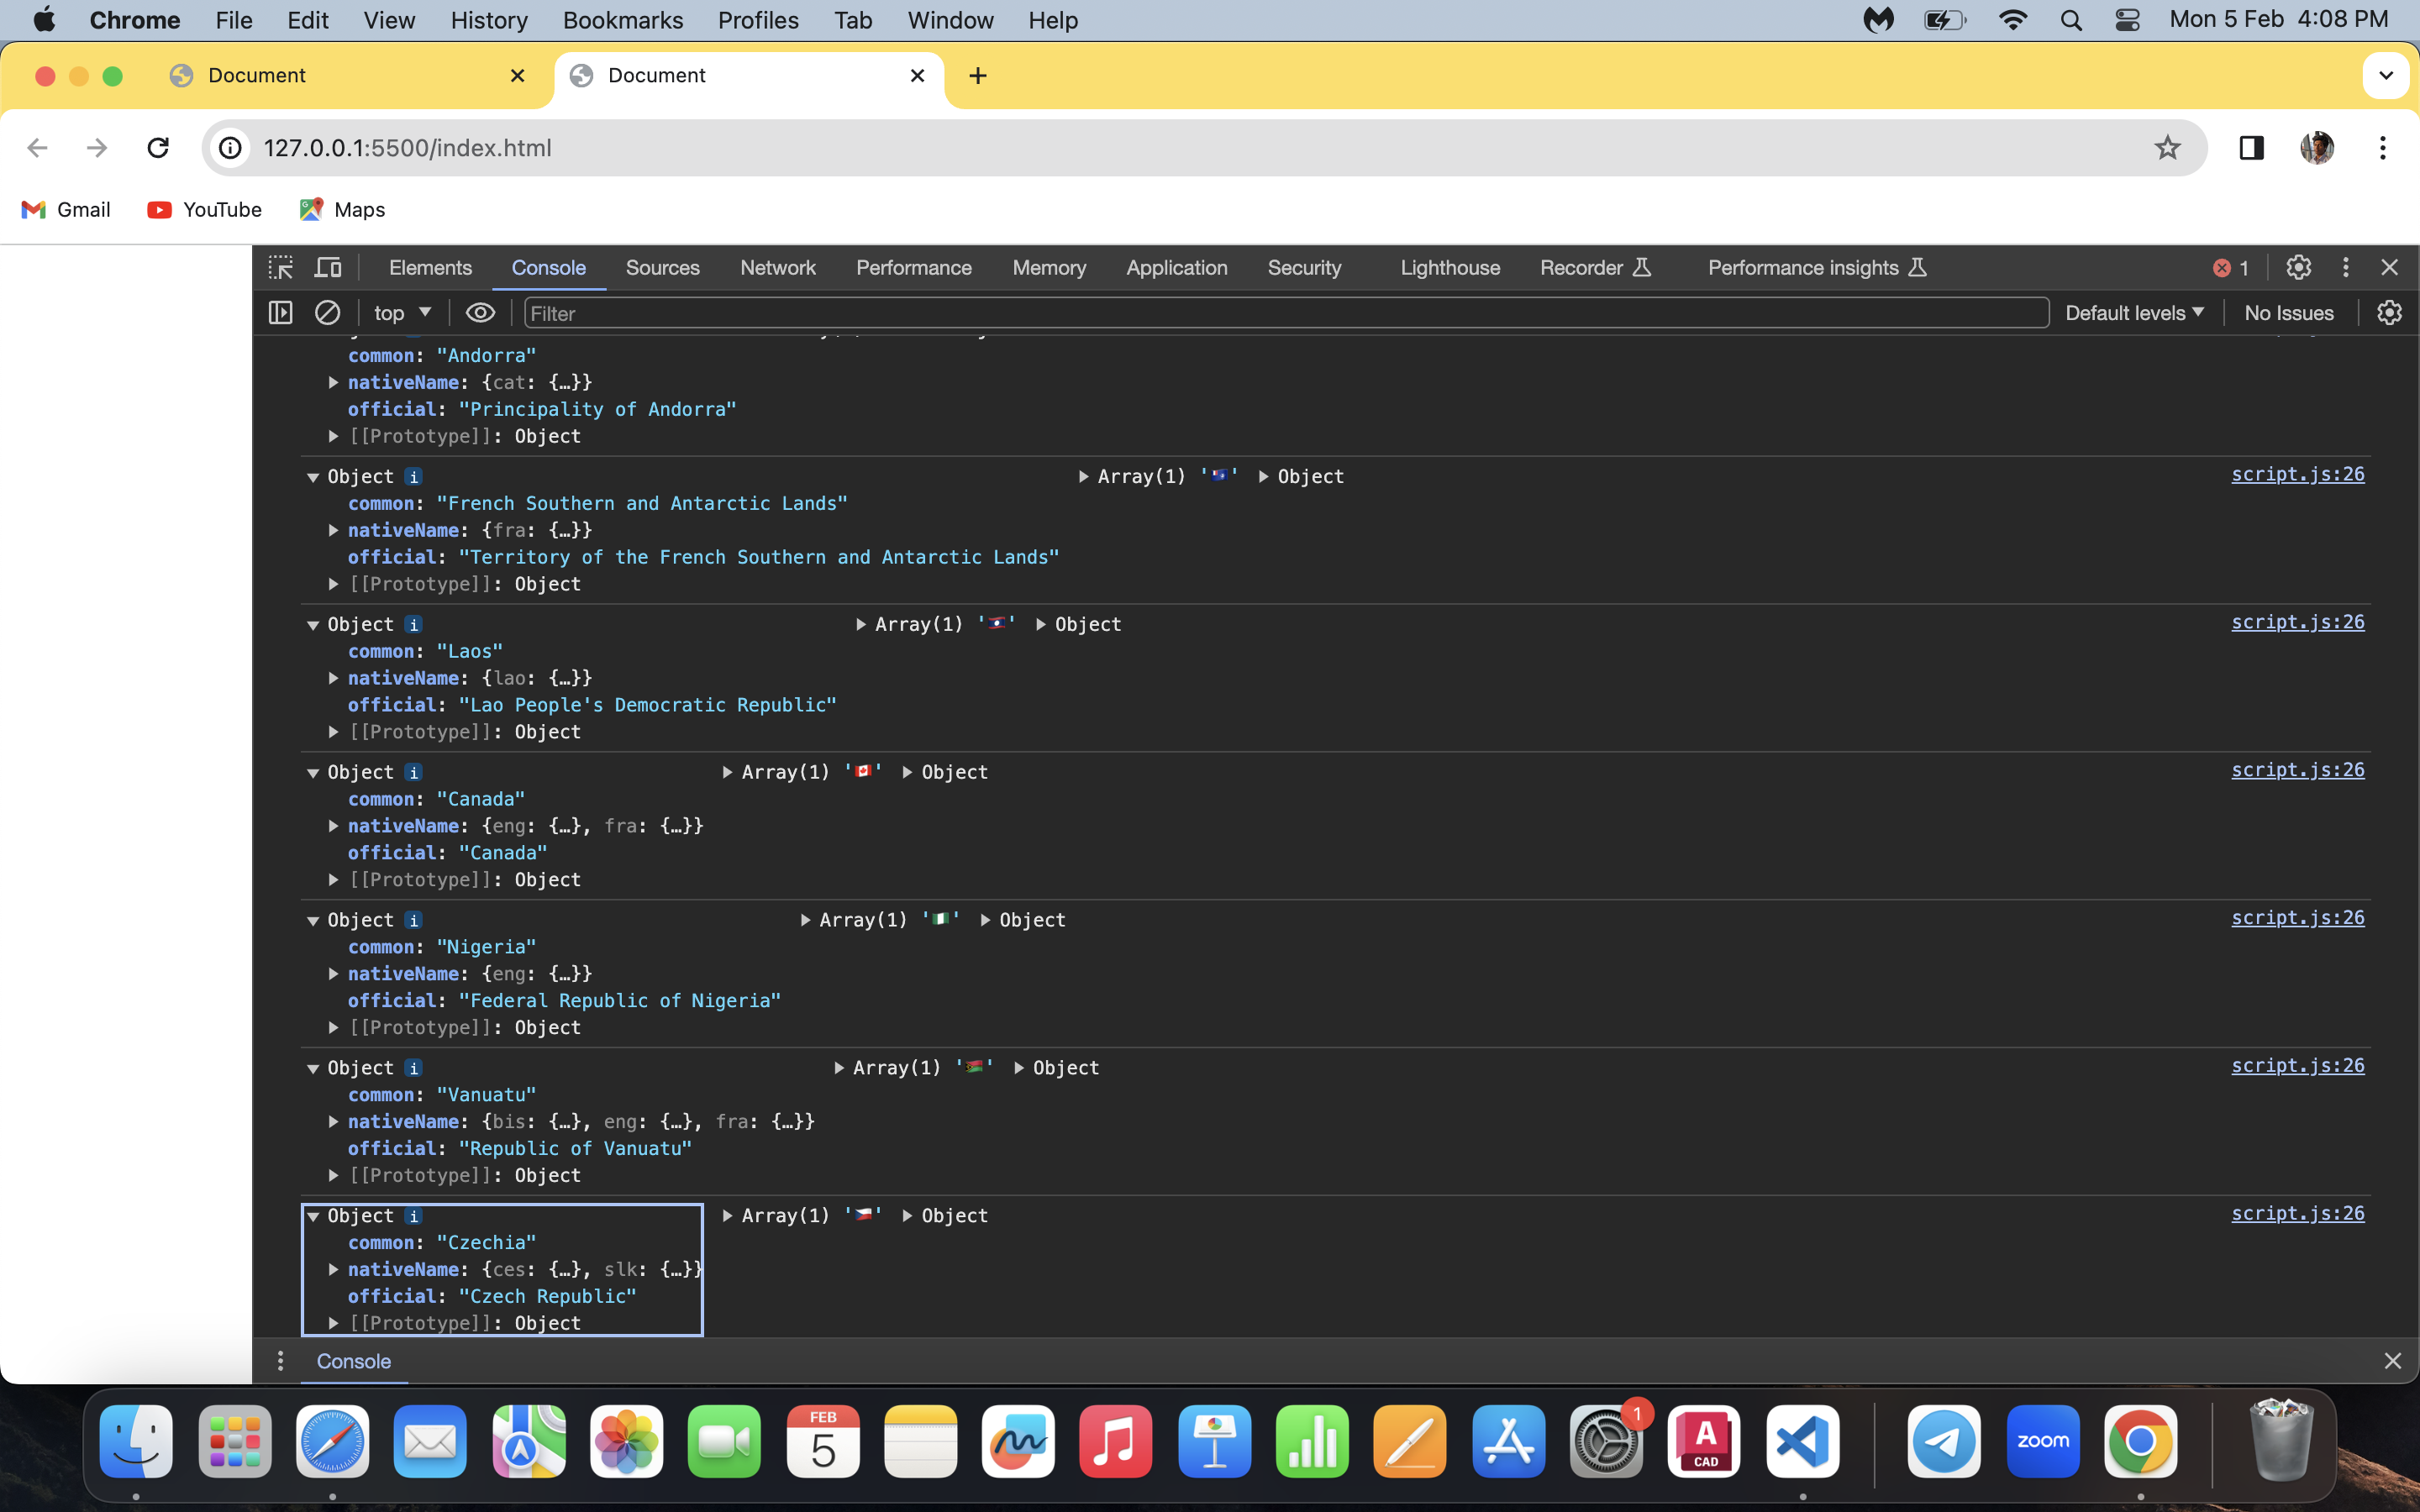 Chrome File Edit View History Bookmarks Profiles Tab Window Help Mon 5 Feb 4:08 PM
Document Document
127.0.0.1:5500/index.html
Gmail YouTube Maps
Elements Console Sources Network Performance Memory Application Security Lighthouse Recorder Performance insights 1
top Filter Default levels No Issues
common: "Andorra"
nativeName: {cat: {…}}
official: "Principality of Andorra"
[[Prototype]]: Object
Object i Array(1) '🇹🇫' Object script.js:26
common: "French Southern and Antarctic Lands"
nativeName: {fra: {…}}
official: "Territory of the French Southern and Antarctic Lands"
[[Prototype]]: Object
Object i Array(1) '🇱🇦' Object script.js:26
common: "Laos"
nativeName: {lao: {…}}
official: "Lao People's Democratic Republic"
[[Prototype]]: Object
Object i Array(1) '🇨🇦' Object script.js:26
common: "Canada"
nativeName: {eng: {…}, fra: {…}}
official: "Canada"
[[Prototype]]: Object
Object i Array(1) '🇳🇬' Object script.js:26
common: "Nigeria"
nativeName: {eng: {…}}
official: "Federal Republic of Nigeria"
[[Prototype]]: Object
Object i Array(1) '🇻🇺' Object script.js:26
common: "Vanuatu"
nativeName: {bis: {…}, eng: {…}, fra: {…}}
official: "Republic of Vanuatu"
[[Prototype]]: Object
Object i Array(1) '🇨🇿' Object script.js:26
common: "Czechia"
nativeName: {ces: {…}, slk: {…}}
official: "Czech Republic"
[[Prototype]]: Object
Console
FEB
5
1
A
CAD
zoom